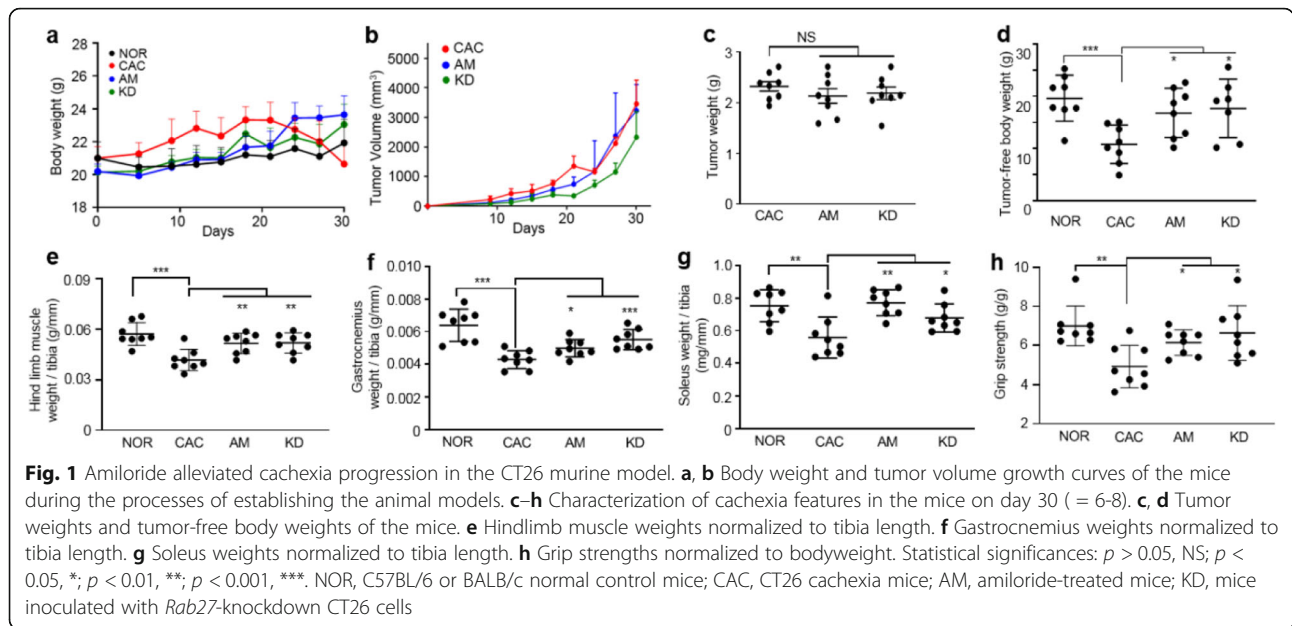 a
NOR
CAC
AM
KD
Body weight (g)
28
26
24
22
20
18
0
10
20
30
Days
b
CAC
AM
KD
Tumor Volume (mm³)
5000
4000
3000
2000
1000
0
10
20
30
Days
c
NS
Tumor weight (g)
3
2
1
0
CAC
AM
KD
d
***
*
*
Tumor-free body weight (g)
30
20
10
0
NOR
CAC
AM
KD
e
***
**
**
Hind limb muscle
weight / tibia (g/mm)
0.09
0.06
0.03
0
NOR
CAC
AM
KD
f
***
*
***
Gastrocnemius
weight / tibia (g/mm)
0.010
0.008
0.006
0.004
0.002
0
NOR
CAC
AM
KD
g
**
**
*
Soleus weight / tibia
(mg/mm)
1.0
0.8
0.6
0.4
0.2
0
NOR
CAC
AM
KD
h
**
*
*
Grip strength (g/g)
10
8
6
4
2
NOR
CAC
AM
KD
Fig. 1 Amiloride alleviated cachexia progression in the CT26 murine model. a, b Body weight and tumor volume growth curves of the mice
during the processes of establishing the animal models. c–h Characterization of cachexia features in the mice on day 30 ( = 6-8). c, d Tumor
weights and tumor-free body weights of the mice. e Hindlimb muscle weights normalized to tibia length. f Gastrocnemius weights normalized to
tibia length. g Soleus weights normalized to tibia length. h Grip strengths normalized to bodyweight. Statistical significances: p > 0.05, NS; p <
0.05, *; p < 0.01, **; p < 0.001, ***. NOR, C57BL/6 or BALB/c normal control mice; CAC, CT26 cachexia mice; AM, amiloride-treated mice; KD, mice
inoculated with Rab27-knockdown CT26 cells